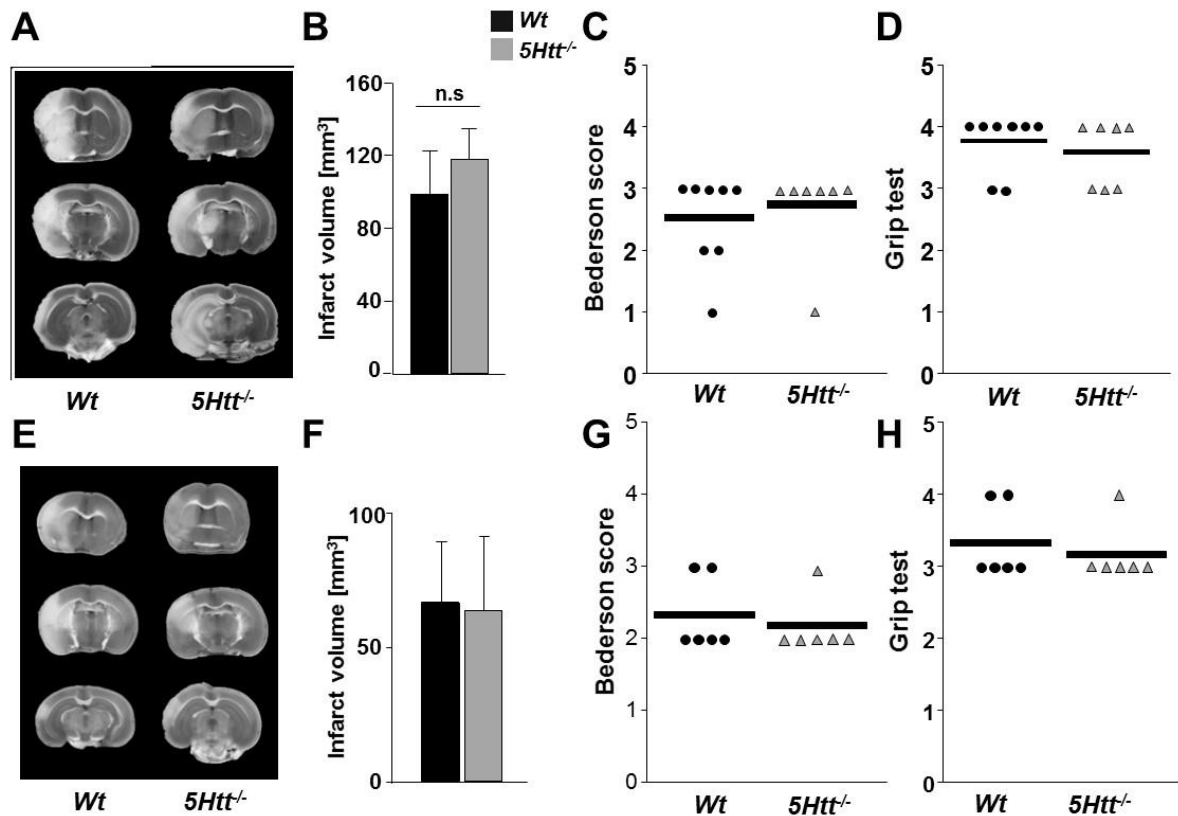 A
B
Wt
5Htt-/-
C
D
Wt
5Htt-/-
Infarct volume [mm³]
160
120
80
40
0
n.s
Bederson score
5
4
3
2
1
0
Wt
5Htt-/-
Grip test
5
4
3
2
1
0
Wt
5Htt-/-
E
F
G
H
Wt
5Htt-/-
Infarct volume [mm³]
100
50
0
Bederson score
5
4
3
2
1
0
Wt
5Htt-/-
Grip test
5
4
3
2
1
0
Wt
5Htt-/-